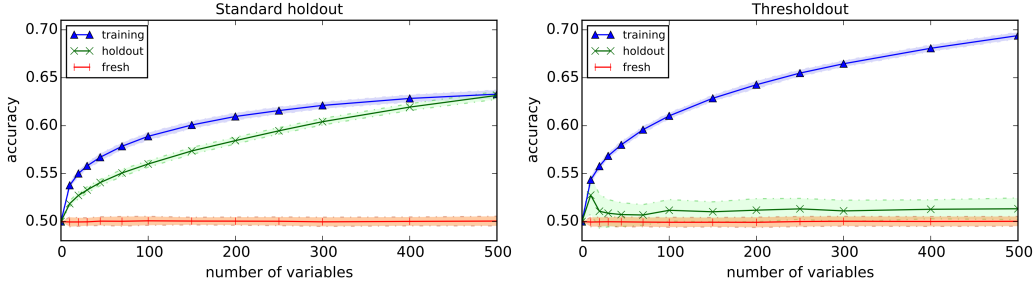 Standard holdout
0.70
0.65
0.60
0.55
0.50
accuracy
training
holdout
fresh
0 100 200 300 400 500
number of variables
Thresholdout
0.70
0.65
0.60
0.55
0.50
accuracy
training
holdout
fresh
0 100 200 300 400 500
number of variables